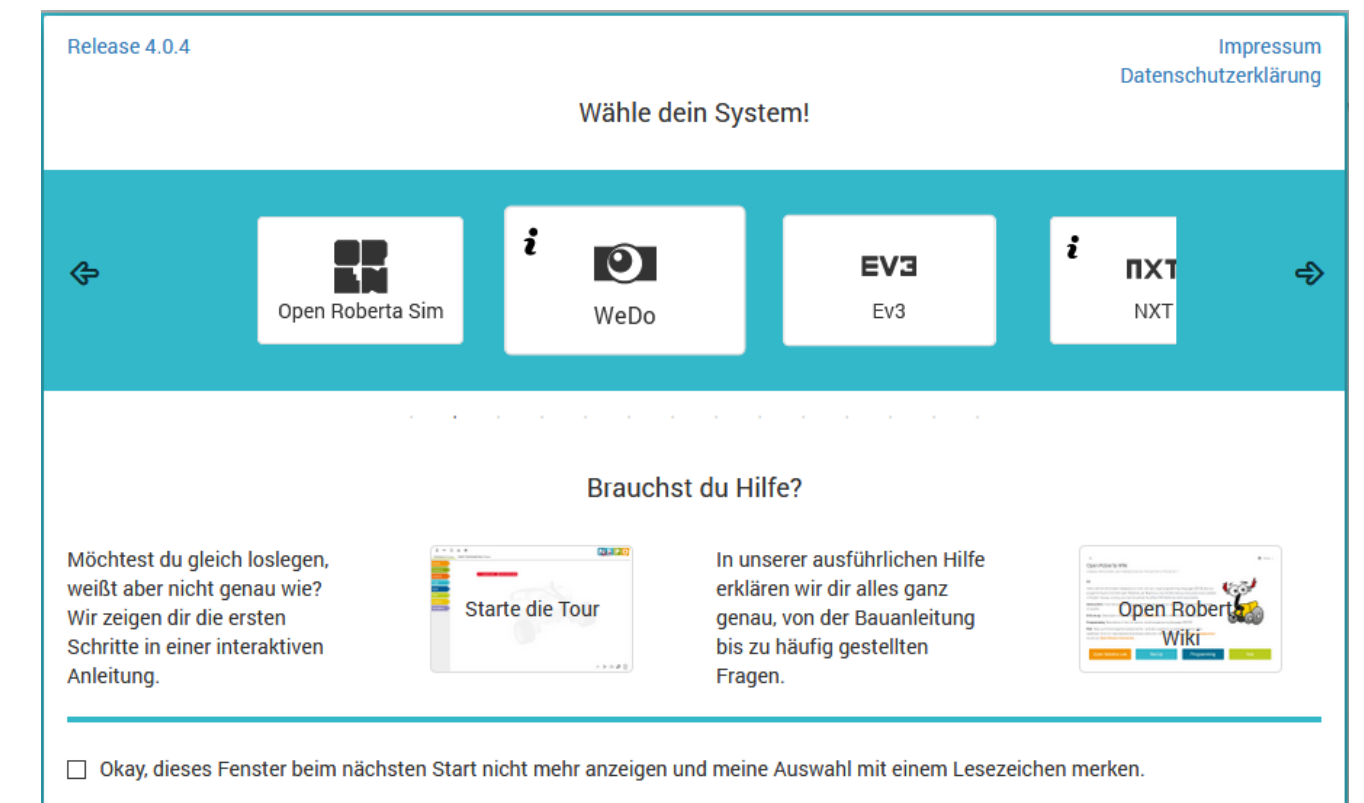 Release 4.0.4
Impressum
Datenschutzerklärung
Wähle dein System!
i
i
EV3
NXT
Open Roberta Sim
WeDo
Ev3
NXT
Brauchst du Hilfe?
Möchtest du gleich loslegen,
weißt aber nicht genau wie?
Wir zeigen dir die ersten
Schritte in einer interaktiven
Anleitung.
Starte die Tour
In unserer ausführlichen Hilfe
erklären wir dir alles ganz
genau, von der Bauanleitung
bis zu häufig gestellten
Fragen.
Open Roberta
Wiki
Okay, dieses Fenster beim nächsten Start nicht mehr anzeigen und meine Auswahl mit einem Lesezeichen merken.